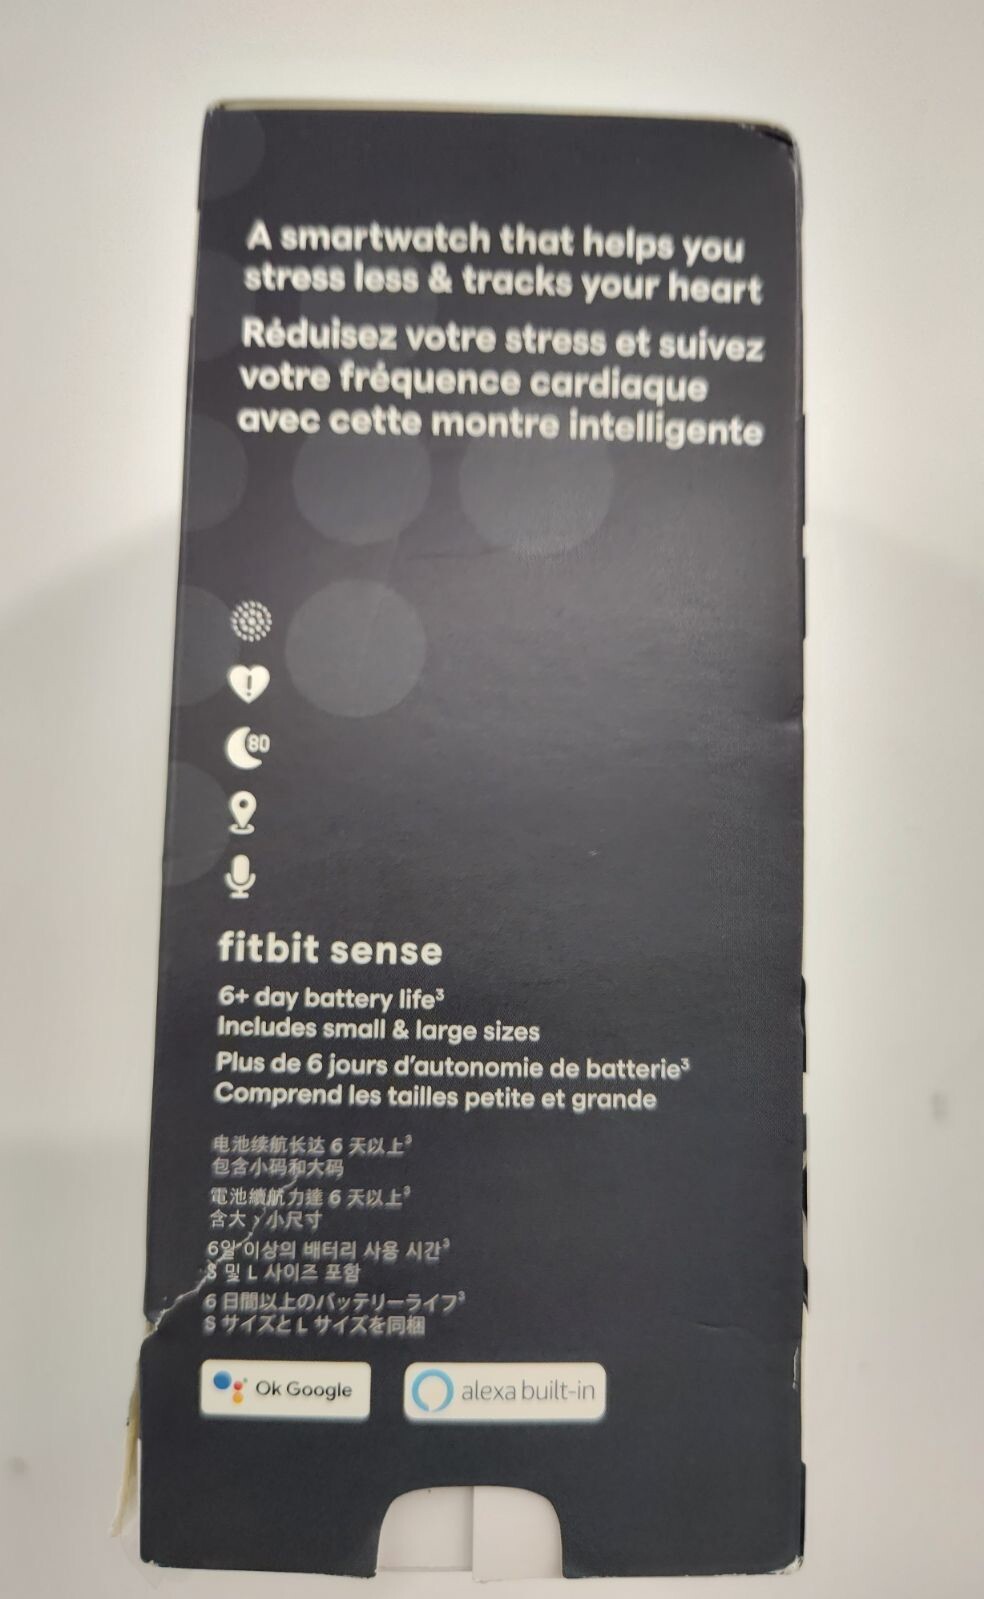 A smartwatch that helps you
stress less & tracks your heart
Réduisez votre stress et suivez
votre fréquence cardiaque
avec cette montre intelligente
80
fitbit sense
6+ day battery life³
Includes small & large sizes
Plus de 6 jours d'autonomie de batterie³
Comprend les tailles petite et grande
电池续航长达 6 天以上³
包含小码和大码
電池續航力達 6 天以上³
含大、小尺寸
6일 이상의 배터리 사용 시간³
S 및 L 사이즈 포함
6 日間以上のバッテリーライフ³
S サイズと L サイズを同梱
Ok Google
alexa built-in